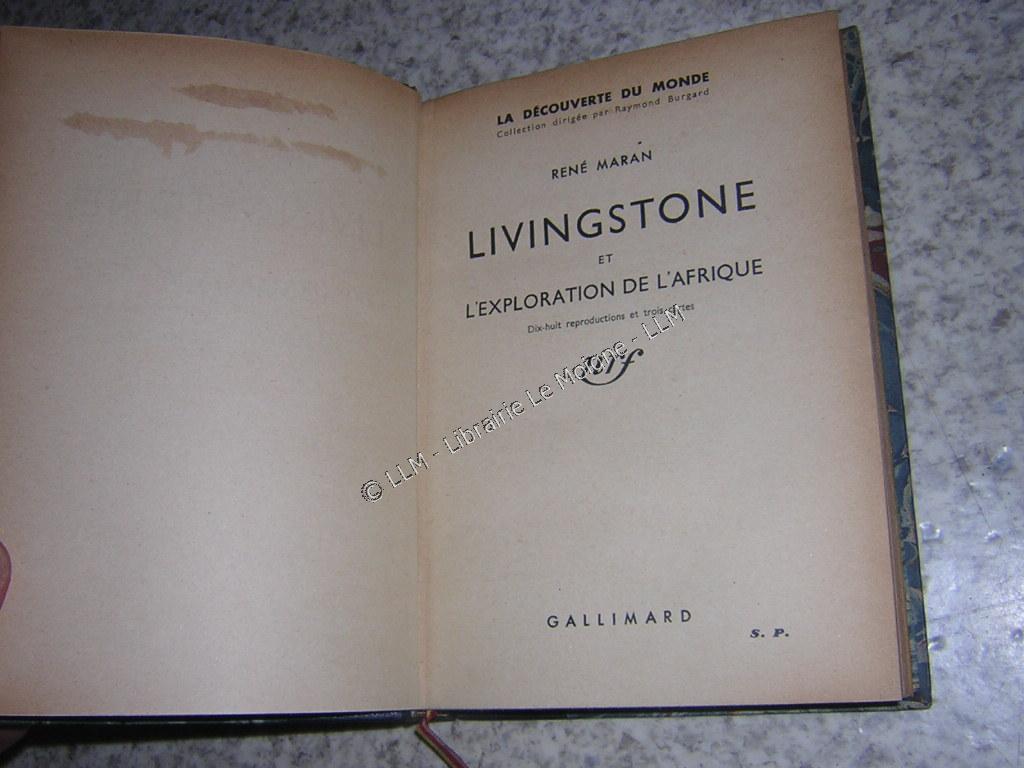 LA DÉCOUVERTE DU MONDE
Collection dirigée par Raymond Burgard
RENÉ MARAN
LIVINGSTONE
ET
L'EXPLORATION DE L'AFRIQUE
Dix-huit reproductions et trois cartes
nrf
© LLM - Librairie Le Moigne - LLM
GALLIMARD
S. P.